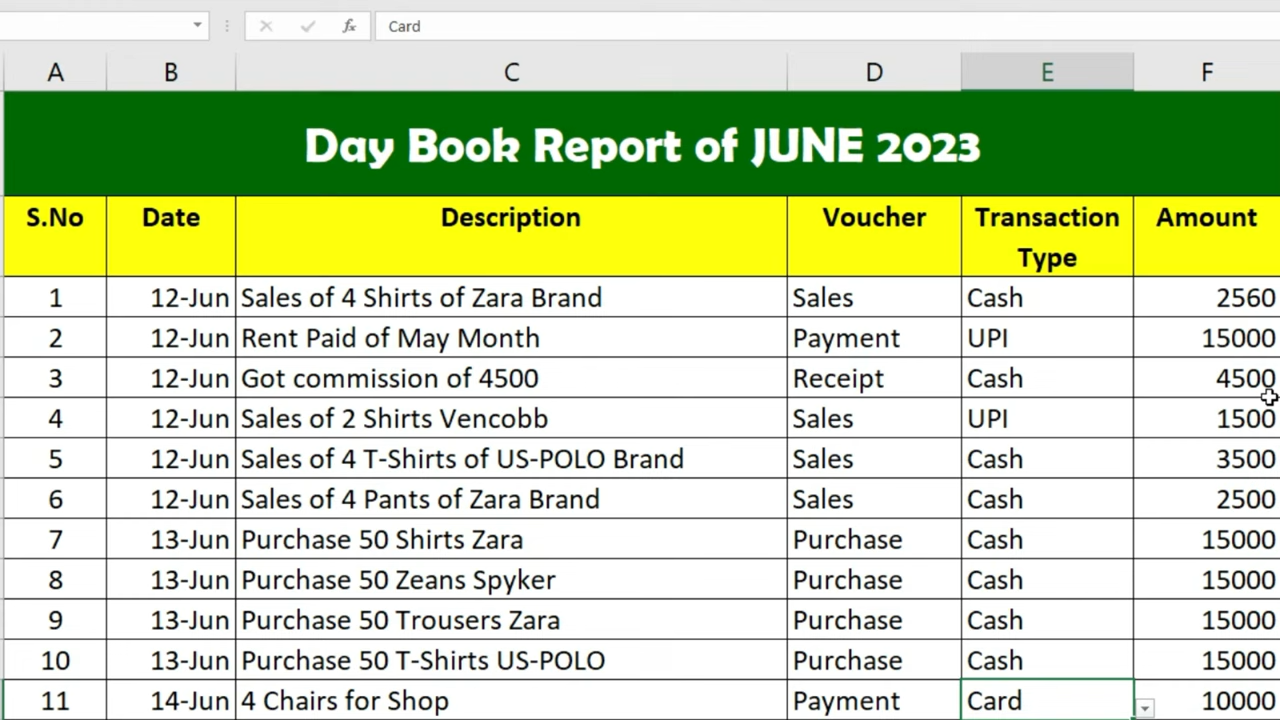 fx Card
A B C D E F
Day Book Report of JUNE 2023
S.No Date Description Voucher Transaction Type Amount
1 12-Jun Sales of 4 Shirts of Zara Brand Sales Cash 2560
2 12-Jun Rent Paid of May Month Payment UPI 15000
3 12-Jun Got commission of 4500 Receipt Cash 4500
4 12-Jun Sales of 2 Shirts Vencobb Sales UPI 1500
5 12-Jun Sales of 4 T-Shirts of US-POLO Brand Sales Cash 3500
6 12-Jun Sales of 4 Pants of Zara Brand Sales Cash 2500
7 13-Jun Purchase 50 Shirts Zara Purchase Cash 15000
8 13-Jun Purchase 50 Zeans Spyker Purchase Cash 15000
9 13-Jun Purchase 50 Trousers Zara Purchase Cash 15000
10 13-Jun Purchase 50 T-Shirts US-POLO Purchase Cash 15000
11 14-Jun 4 Chairs for Shop Payment Card 10000